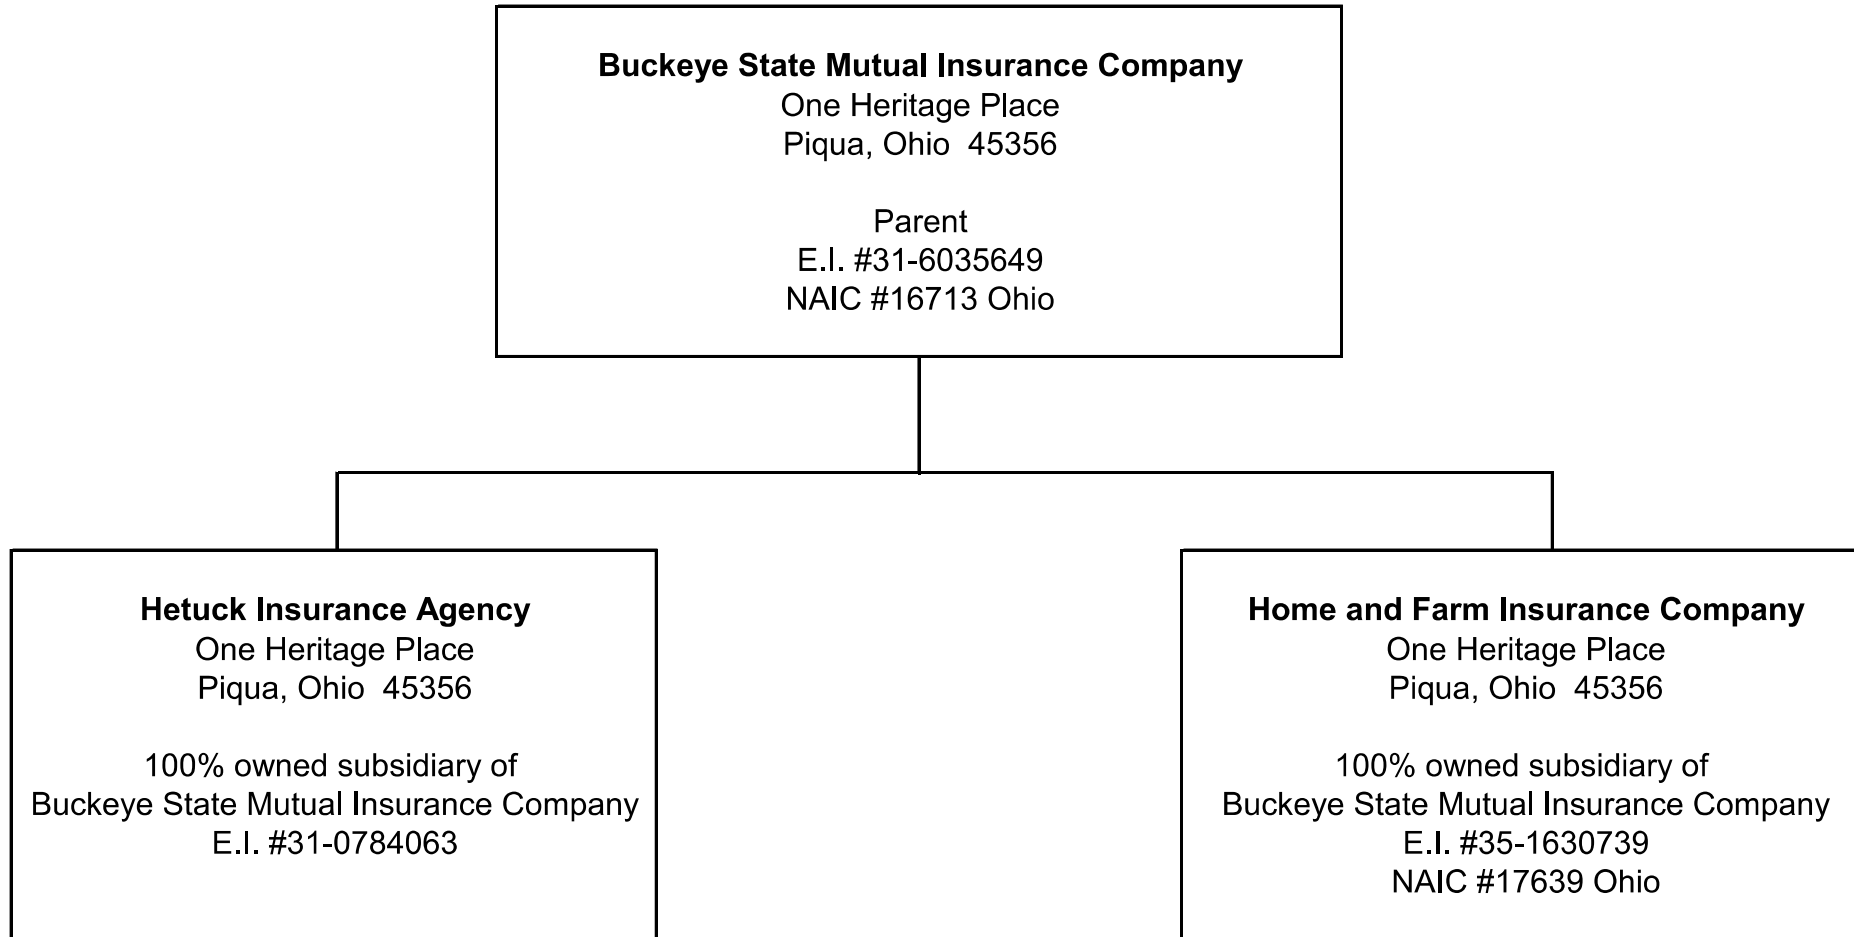 Buckeye State Mutual Insurance Company
One Heritage Place
Piqua, Ohio  45356
Parent
E.I. #31-6035649
NAIC #16713 Ohio
Hetuck Insurance Agency
One Heritage Place
Piqua, Ohio  45356
100% owned subsidiary of
Buckeye State Mutual Insurance Company
E.I. #31-0784063
Home and Farm Insurance Company
One Heritage Place
Piqua, Ohio  45356
100% owned subsidiary of
Buckeye State Mutual Insurance Company
E.I. #35-1630739
NAIC #17639 Ohio